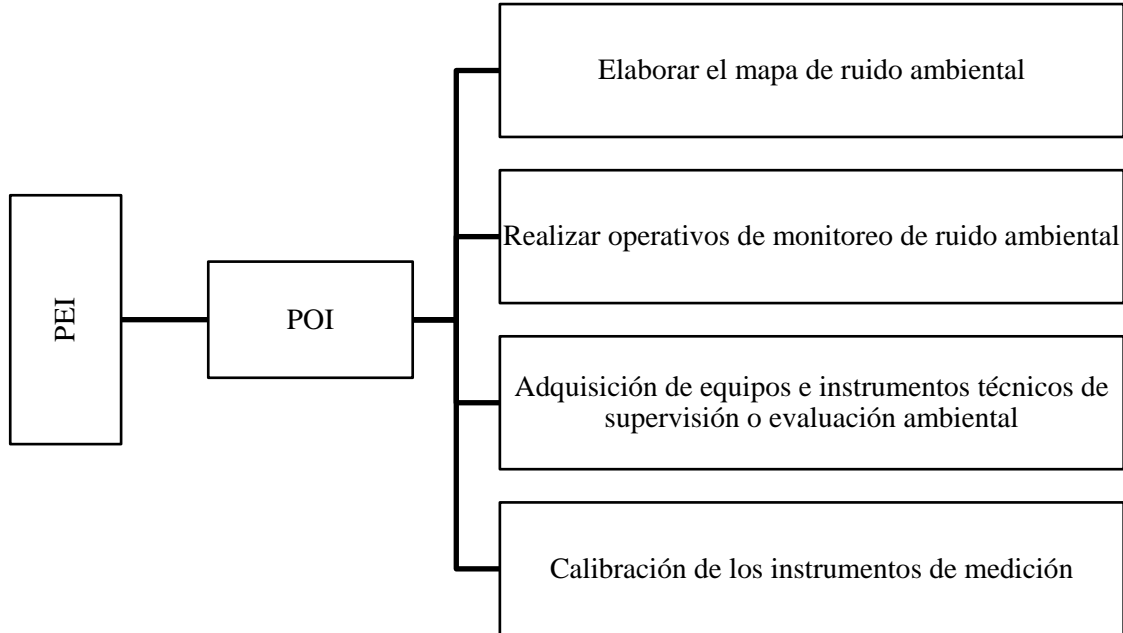 PEI
POI
Elaborar el mapa de ruido ambiental
Realizar operativos de monitoreo de ruido ambiental
Adquisición de equipos e instrumentos técnicos de
supervisión o evaluación ambiental
Calibración de los instrumentos de medición